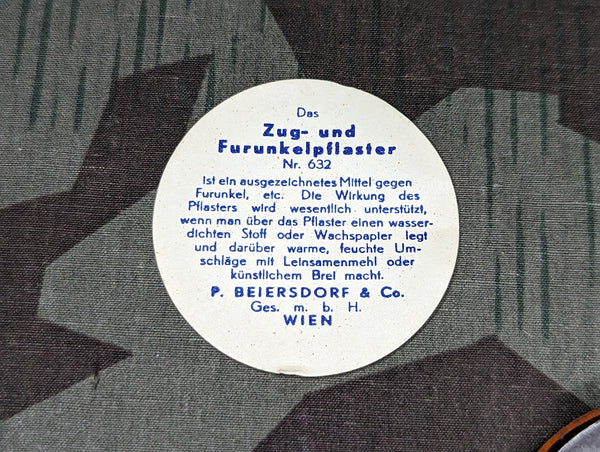 Das
Zug- und
Furunkelpflaster
Nr. 632
Ist ein ausgezeichnetes Mittel gegen
Furunkel, etc. Die Wirkung des
Pflasters wird wesentlich unterstützt,
wenn man über das Pflaster einen wasser-
dichten Stoff oder Wachspapier legt
und darüber warme, feuchte Um-
schläge mit Leinsamenmehl oder
künstlichem Brei macht.
P. BEIERSDORF & Co.
Ges. m. b. H.
WIEN